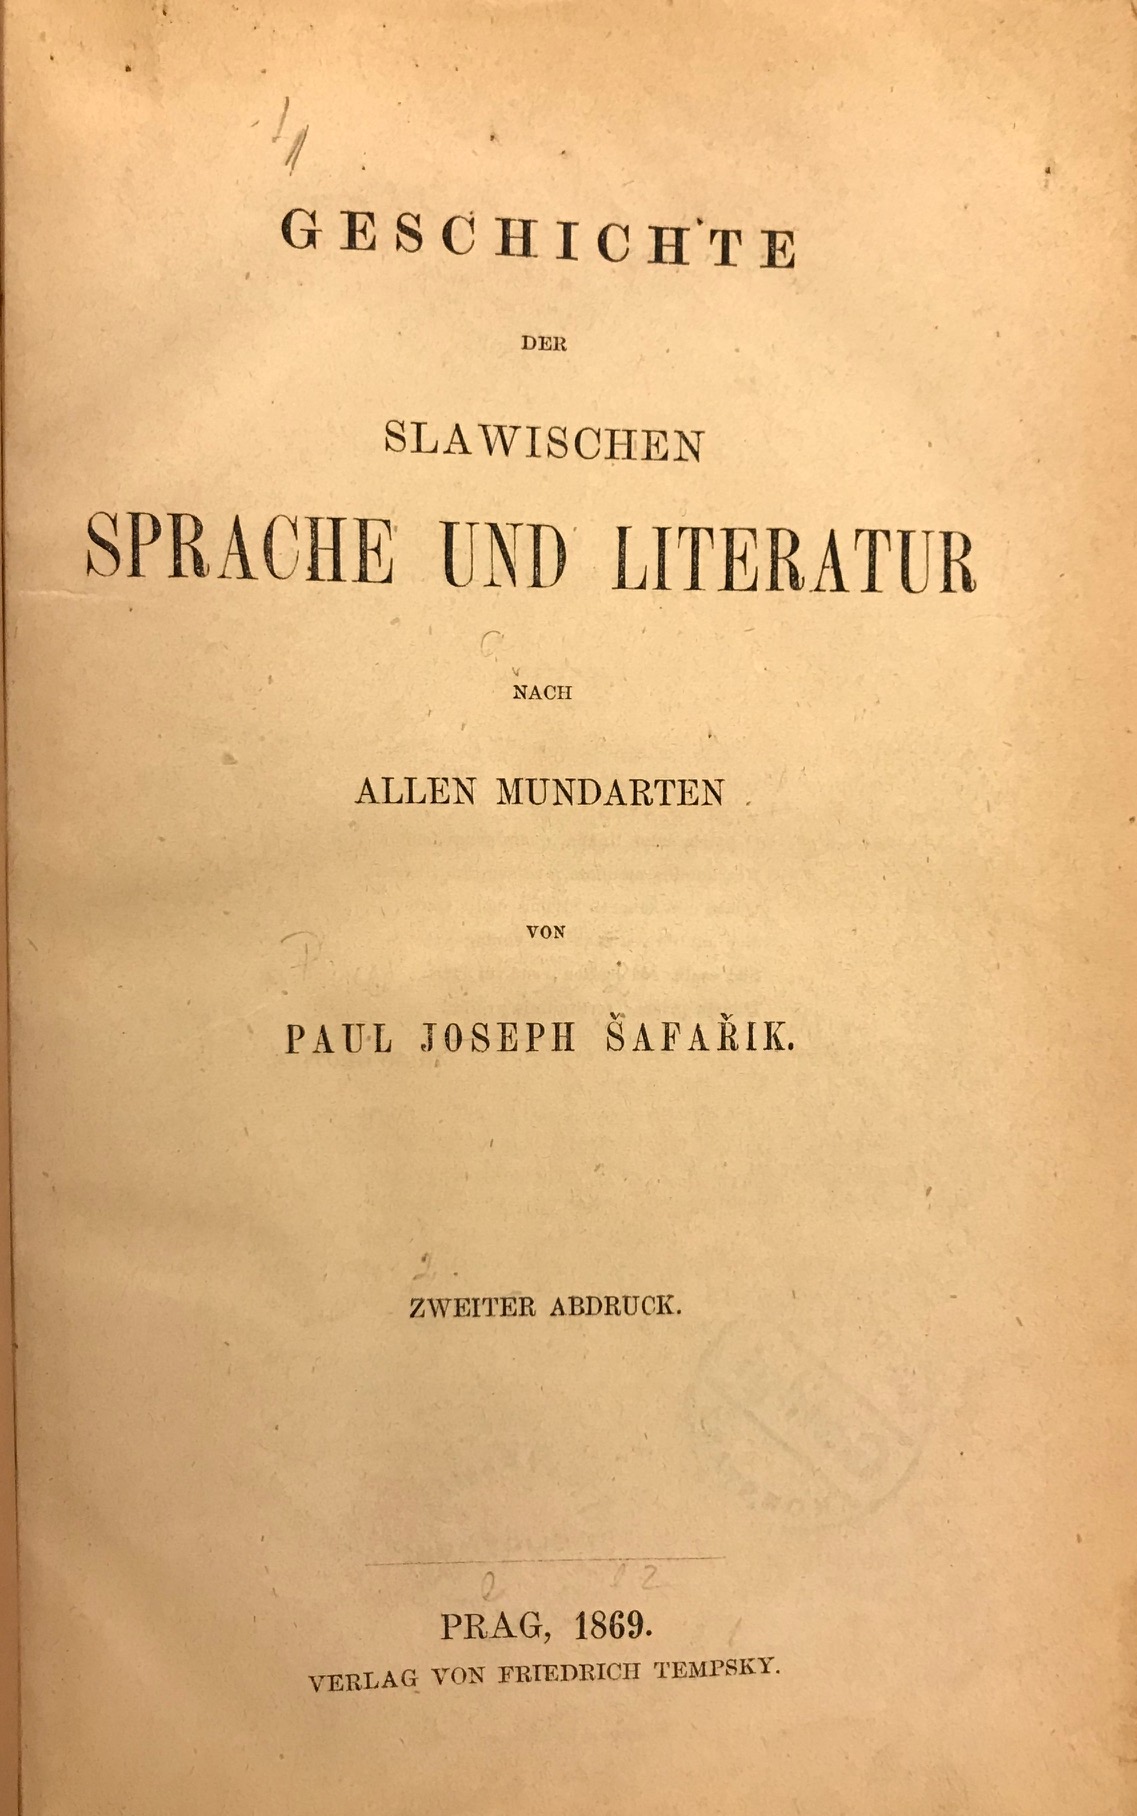 GESCHICHTE
DER
SLAWISCHEN
SPRACHE UND LITERATUR
NACH
ALLEN MUNDARTEN
VON
PAUL JOSEPH ŠAFAŘIK.
ZWEITER ABDRUCK.
PRAG, 1869.
VERLAG VON FRIEDRICH TEMPSKY.